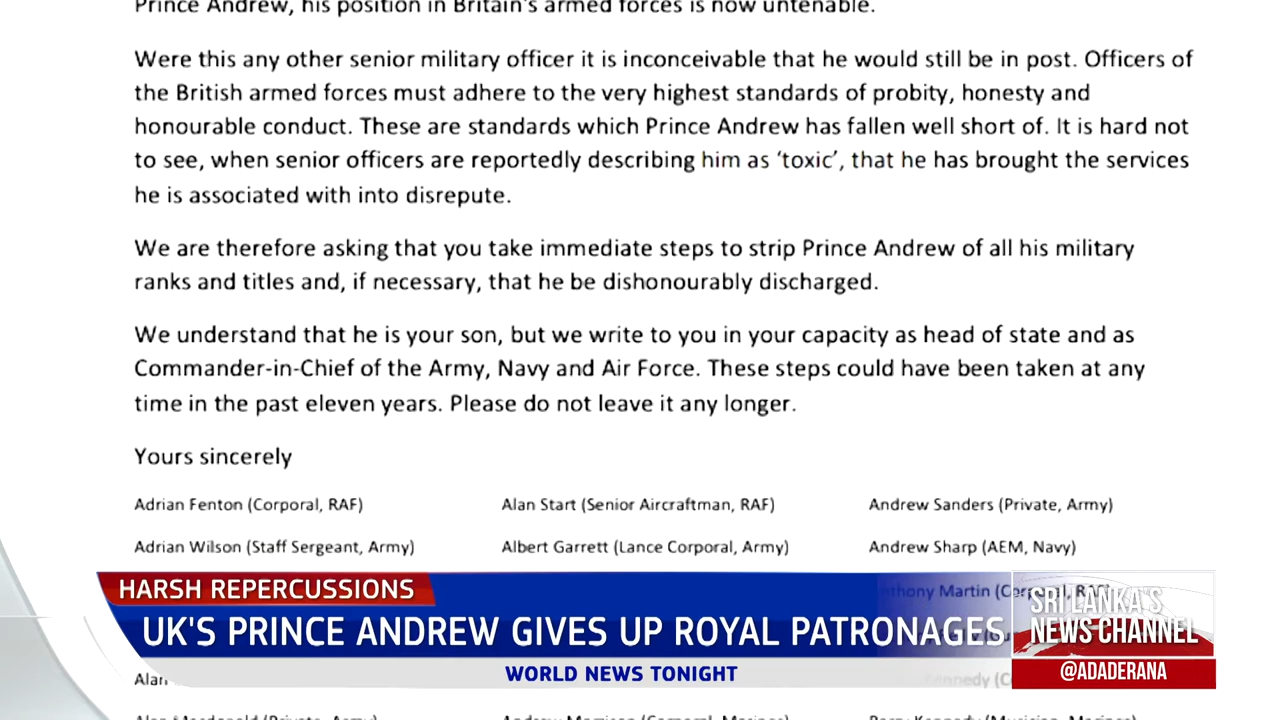 Prince Andrew, his position in Britain's armed forces is now untenable.
Were this any other senior military officer it is inconceivable that he would still be in post. Officers of
the British armed forces must adhere to the very highest standards of probity, honesty and
honourable conduct. These are standards which Prince Andrew has fallen well short of. It is hard not
to see, when senior officers are reportedly describing him as ‘toxic’, that he has brought the services
he is associated with into disrepute.
We are therefore asking that you take immediate steps to strip Prince Andrew of all his military
ranks and titles and, if necessary, that he be dishonourably discharged.
We understand that he is your son, but we write to you in your capacity as head of state and as
Commander-in-Chief of the Army, Navy and Air Force. These steps could have been taken at any
time in the past eleven years. Please do not leave it any longer.
Yours sincerely
Adrian Fenton (Corporal, RAF) Alan Start (Senior Aircraftman, RAF) Andrew Sanders (Private, Army)
Adrian Wilson (Staff Sergeant, Army) Albert Garrett (Lance Corporal, Army) Andrew Sharp (AEM, Navy)
HARSH REPERCUSSIONS
Martin (Corporal, RAF)
SRI LANKA'S
UK'S PRINCE ANDREW GIVES UP ROYAL PATRONAGES
NEWS CHANNEL
WORLD NEWS TONIGHT
@ADADERANA
Alan